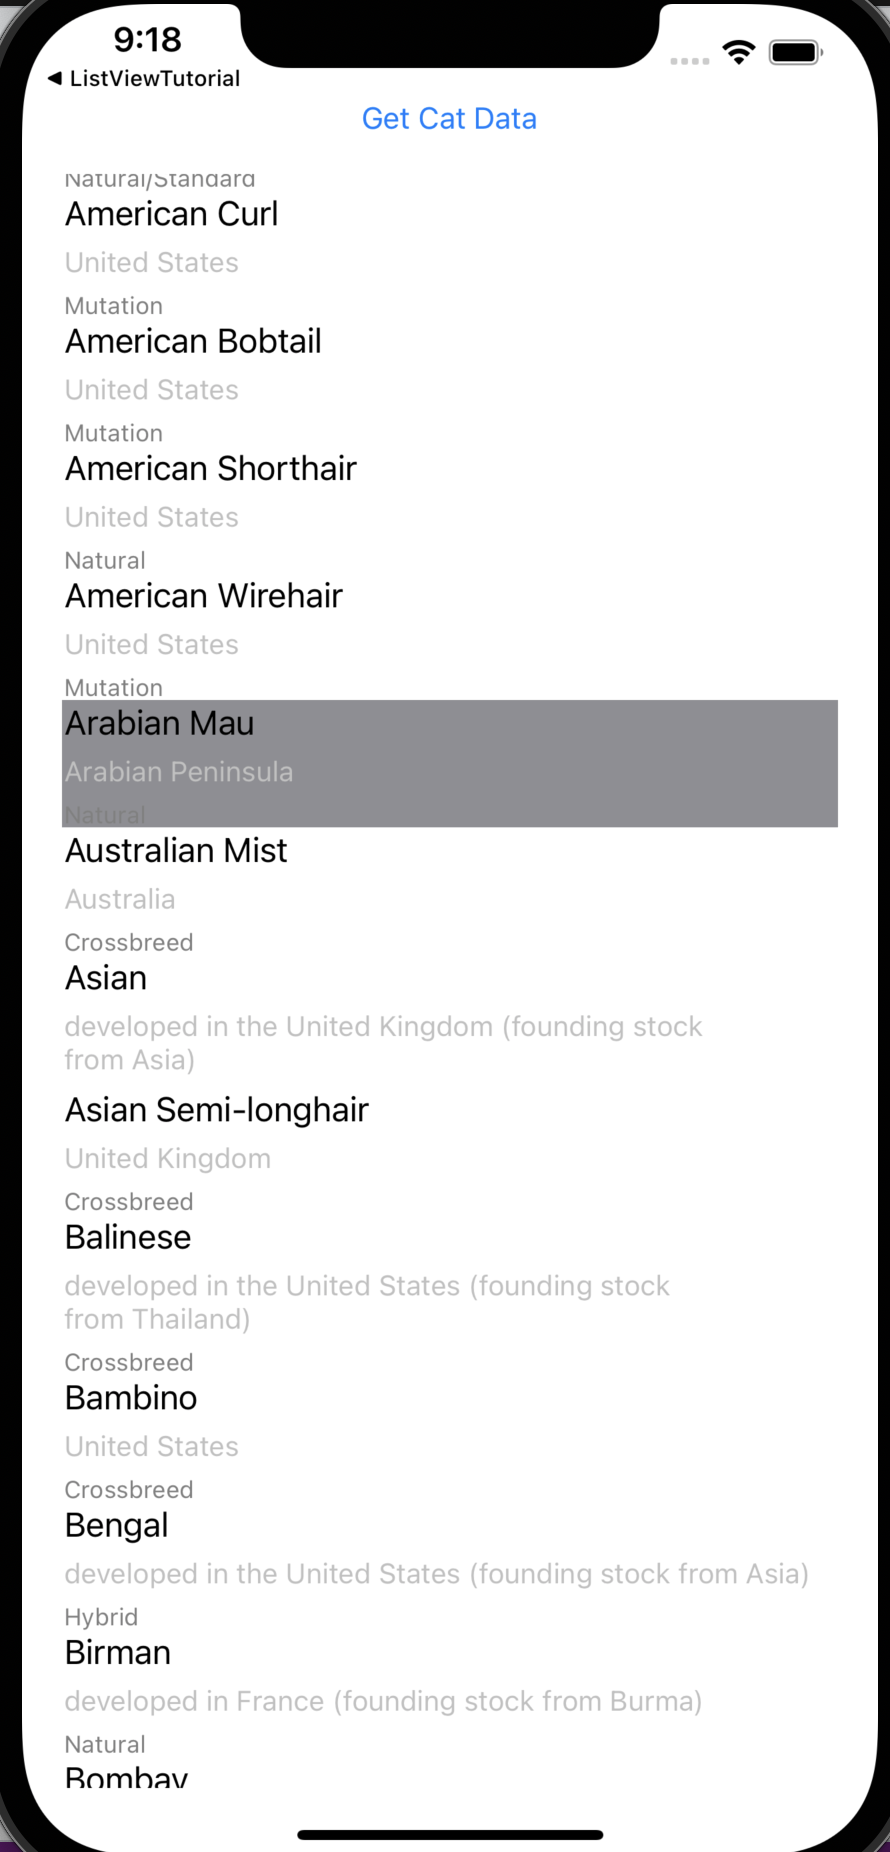 9:18
◀ ListViewTutorial
Get Cat Data
Natural/Standard
American Curl
United States
Mutation
American Bobtail
United States
Mutation
American Shorthair
United States
Natural
American Wirehair
United States
Mutation
Arabian Mau
Arabian Peninsula
Natural
Australian Mist
Australia
Crossbreed
Asian
developed in the United Kingdom (founding stock
from Asia)
Asian Semi-longhair
United Kingdom
Crossbreed
Balinese
developed in the United States (founding stock
from Thailand)
Crossbreed
Bambino
United States
Crossbreed
Bengal
developed in the United States (founding stock from Asia)
Hybrid
Birman
developed in France (founding stock from Burma)
Natural
Bombay